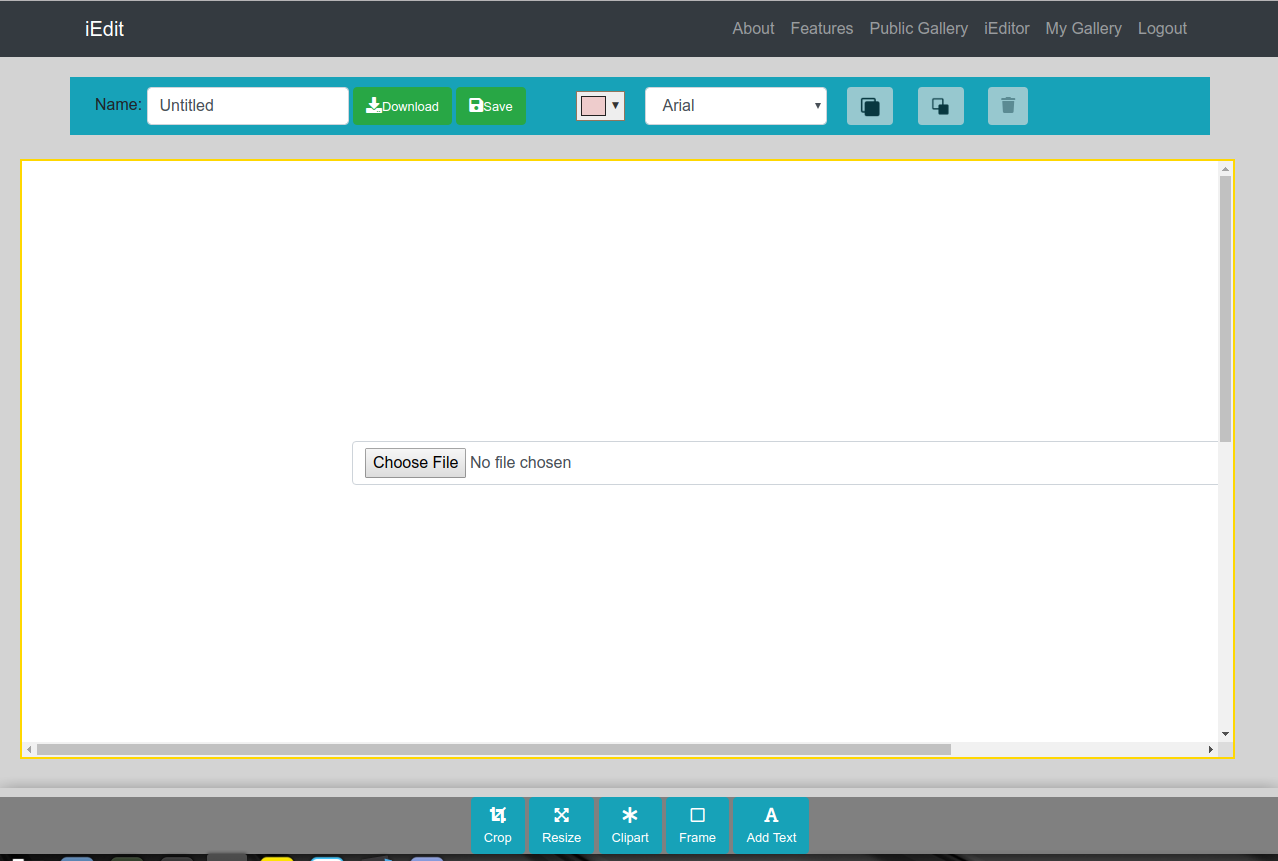 iEdit About Features Public Gallery iEditor My Gallery Logout
Name: Untitled Download Save Arial
Choose File No file chosen
Crop Resize Clipart Frame Add Text